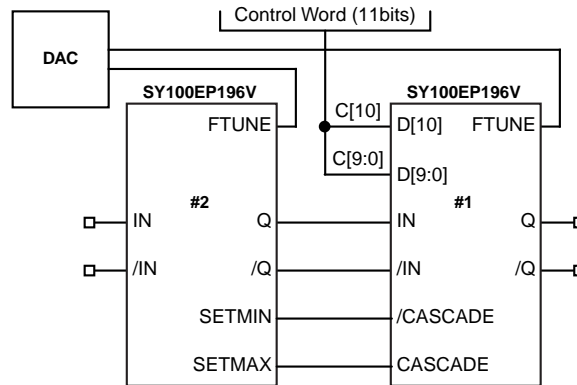 Control Word (11bits)
DAC
SY100EP196V
SY100EP196V
FTUNE
C[10]
D[10]
FTUNE
C[9:0]
D[9:0]
#2
#1
IN
Q
IN
Q
/IN
/Q
/IN
/Q
SETMIN
/CASCADE
SETMAX
CASCADE